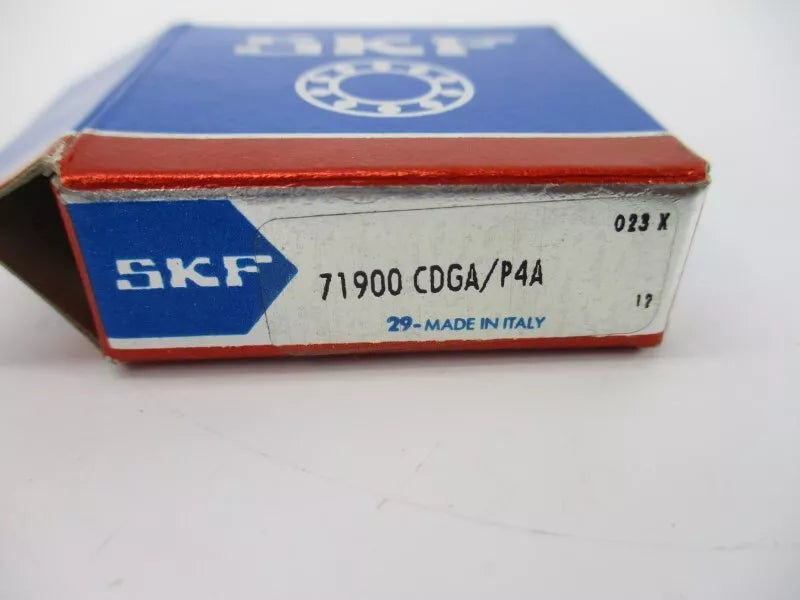 SKF
SKF
023 X
71900 CDGA/P4A
12
29-MADE IN ITALY